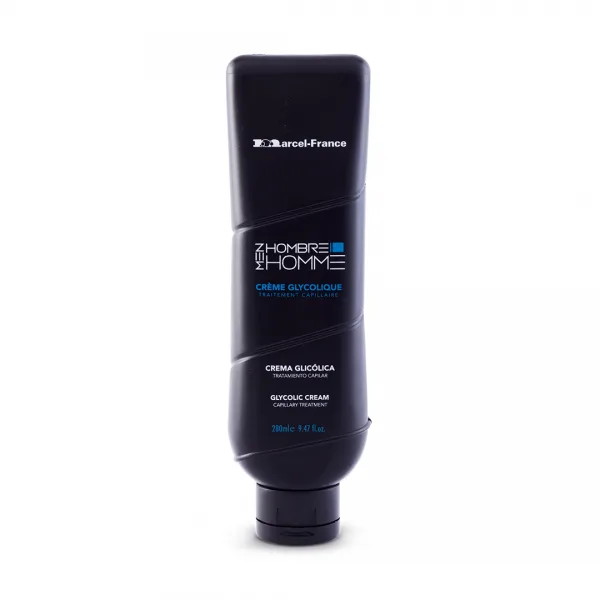 Marcel-France
MEN HOMBRE
HOMME
CRÈME GLYCOLIQUE
TRAITEMENT CAPILLAIRE
CREMA GLICÓLICA
TRATAMIENTO CAPILAR
GLYCOLIC CREAM
CAPILLARY TREATMENT
280ml℮ 9.47 fl.oz.